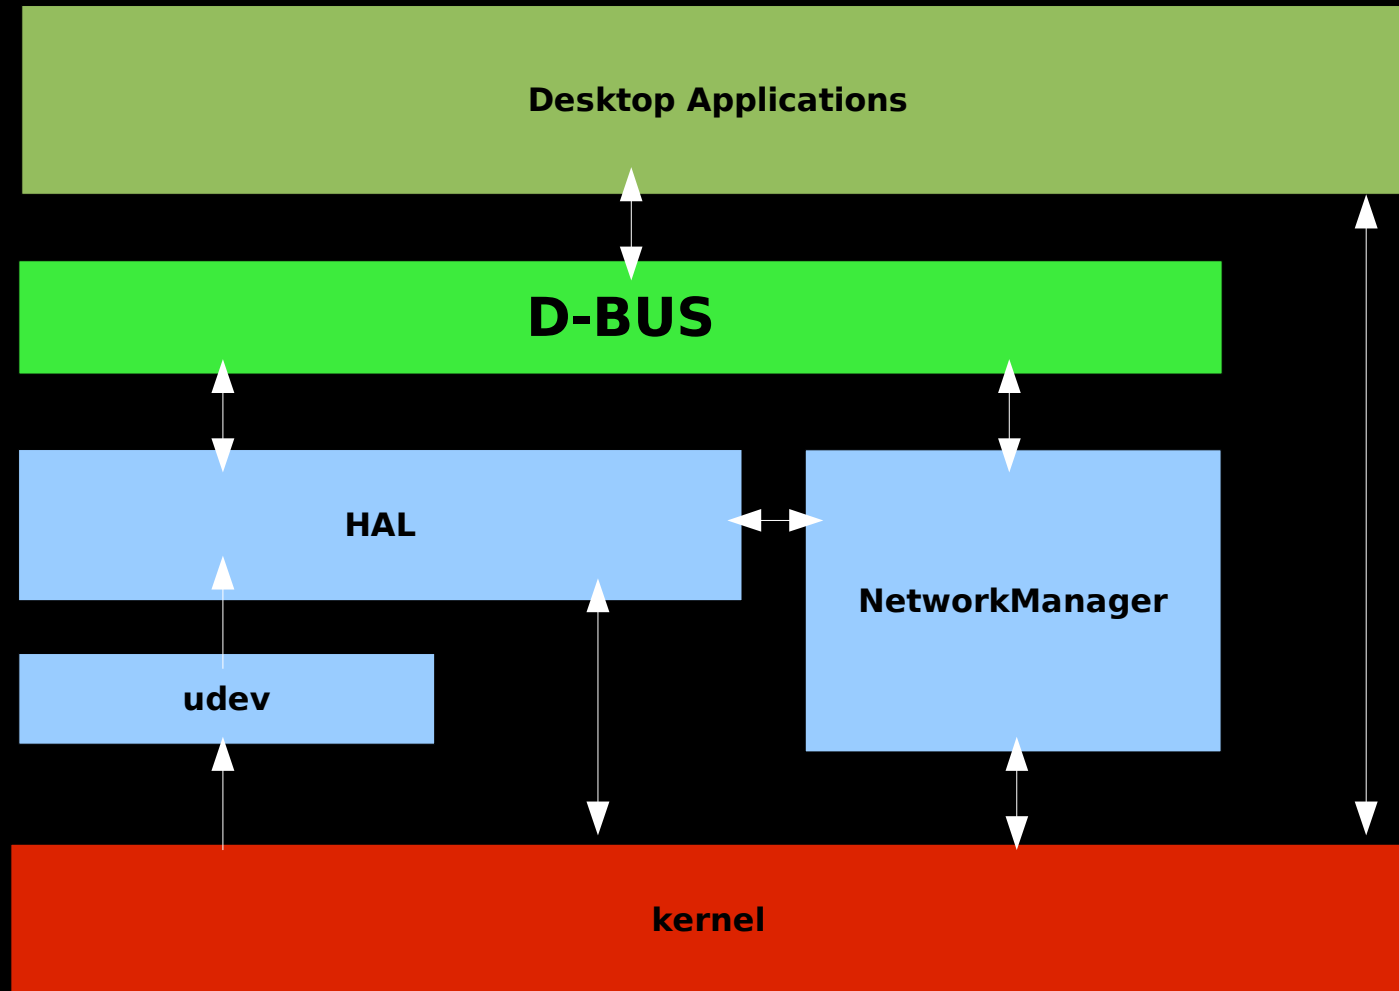 Desktop Applications
D-BUS
HAL
NetworkManager
udev
kernel